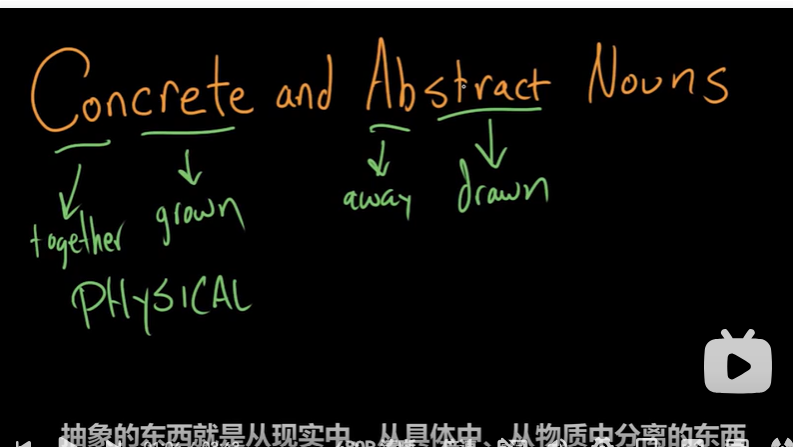 Concrete and Abstract Nouns
together grown away drawn
PHYSICAL
抽象的东西就是从现实中、从具体中、从物质中分离的东西